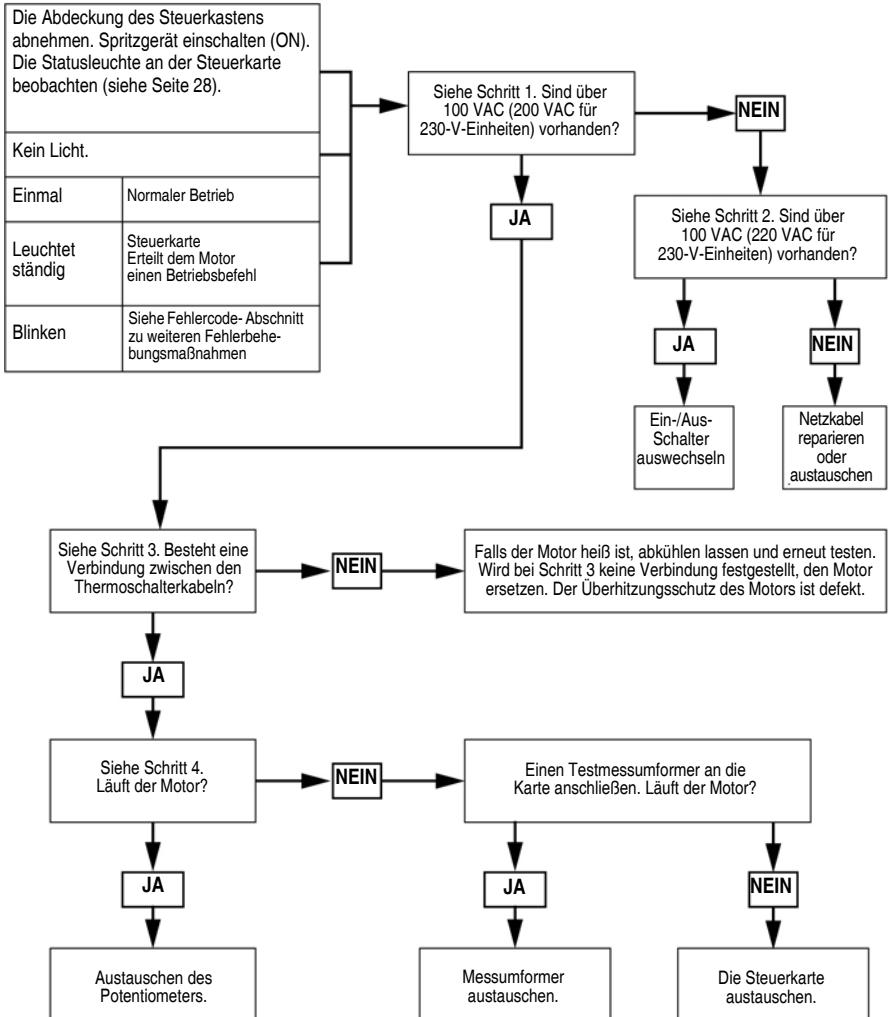 Die Abdeckung des Steuerkastens
abnehmen. Spritzgerät einschalten (ON).
Die Statusleuchte an der Steuerkarte
beobachten (siehe Seite 28).
Kein Licht.
Einmal
Normaler Betrieb
Leuchtet
ständig
Steuerkarte
Erteilt dem Motor
einen Betriebsbefehl
Blinken
Siehe Fehlercode- Abschnitt
zu weiteren Fehlerbehe-
bungsmaßnahmen
Siehe Schritt 1. Sind über
100 VAC (200 VAC für
230-V-Einheiten) vorhanden?
NEIN
JA
Siehe Schritt 2. Sind über
100 VAC (220 VAC für
230-V-Einheiten) vorhanden?
JA
NEIN
Ein-/Aus-
Schalter
auswechseln
Netzkabel
reparieren
oder
austauschen
Siehe Schritt 3. Besteht eine
Verbindung zwischen den
Thermoschalterkabeln?
NEIN
Falls der Motor heiß ist, abkühlen lassen und erneut testen.
Wird bei Schritt 3 keine Verbindung festgestellt, den Motor
ersetzen. Der Überhitzungsschutz des Motors ist defekt.
JA
Siehe Schritt 4.
Läuft der Motor?
NEIN
Einen Testmessumformer an die
Karte anschließen. Läuft der Motor?
JA
JA
NEIN
Austauschen des
Potentiometers.
Messumformer
austauschen.
Die Steuerkarte
austauschen.